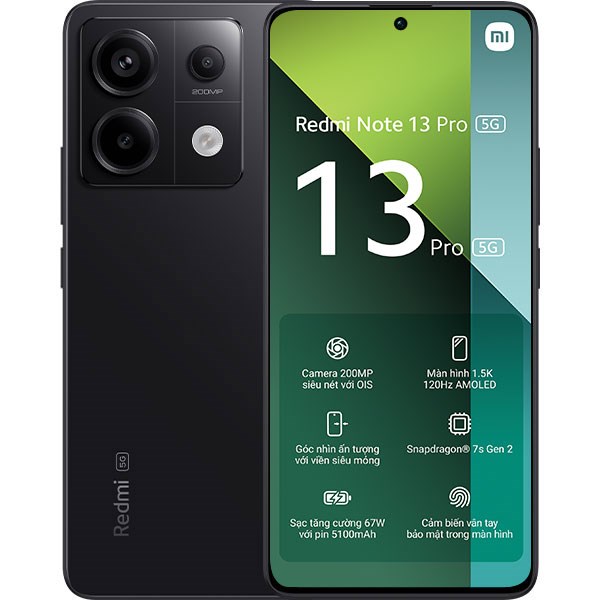 200MP
Redmi 5G
mi
Redmi Note 13 Pro 5G
13 Pro 5G
Camera 200MP
siêu nét với OIS
Màn hình 1.5K
120Hz AMOLED
Góc nhìn ấn tượng
với viền siêu mỏng
Snapdragon® 7s Gen 2
Sạc tăng cường 67W
với pin 5100mAh
Cảm biến vân tay
bảo mật trong màn hình